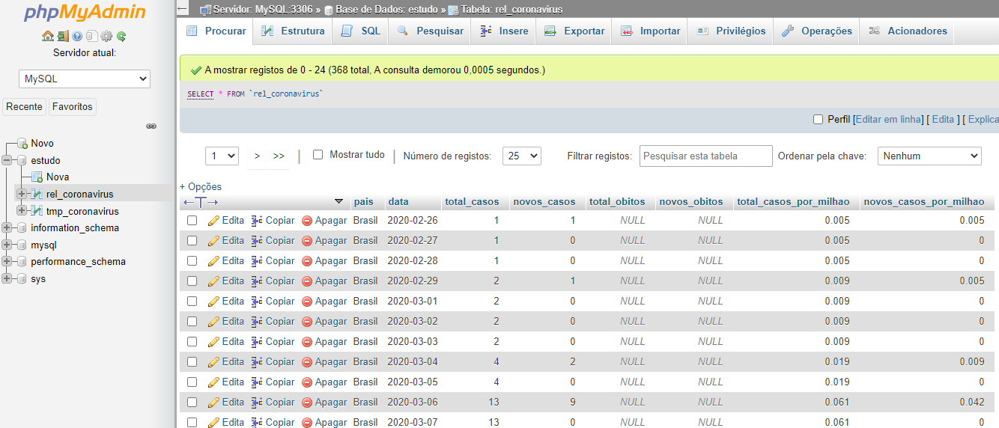 phpMyAdmin
Servidor atual:
MySQL
Recente Favoritos
Novo
estudo
Nova
rel_coronavirus
tmp_coronavirus
information_schema
mysql
performance_schema
sys
Servidor: MySQL:3306 » Base de Dados: estudo » Tabela: rel_coronavirus
Procurar Estrutura SQL Pesquisar Insere Exportar Importar Privilégios Operações Acionadores
A mostrar registos de 0 - 24 (368 total, A consulta demorou 0,0005 segundos.)
SELECT * FROM `rel_coronavirus`
Perfil [Editar em linha] [ Edita ] [ Explica
1 > >> | Mostrar tudo | Número de registos: 25 Filtrar registos: Pesquisar esta tabela Ordenar pela chave: Nenhum
+ Opções
←T→ pais data total_casos novos_casos total_obitos novos_obitos total_casos_por_milhao novos_casos_por_milhao
Edita Copiar Apagar Brasil 2020-02-26 1 1 NULL NULL 0.005 0.005
Edita Copiar Apagar Brasil 2020-02-27 1 0 NULL NULL 0.005 0
Edita Copiar Apagar Brasil 2020-02-28 1 0 NULL NULL 0.005 0
Edita Copiar Apagar Brasil 2020-02-29 2 1 NULL NULL 0.009 0.005
Edita Copiar Apagar Brasil 2020-03-01 2 0 NULL NULL 0.009 0
Edita Copiar Apagar Brasil 2020-03-02 2 0 NULL NULL 0.009 0
Edita Copiar Apagar Brasil 2020-03-03 2 0 NULL NULL 0.009 0
Edita Copiar Apagar Brasil 2020-03-04 4 2 NULL NULL 0.019 0.009
Edita Copiar Apagar Brasil 2020-03-05 4 0 NULL NULL 0.019 0
Edita Copiar Apagar Brasil 2020-03-06 13 9 NULL NULL 0.061 0.042
Edita Copiar Apagar Brasil 2020-03-07 13 0 NULL NULL 0.061 0